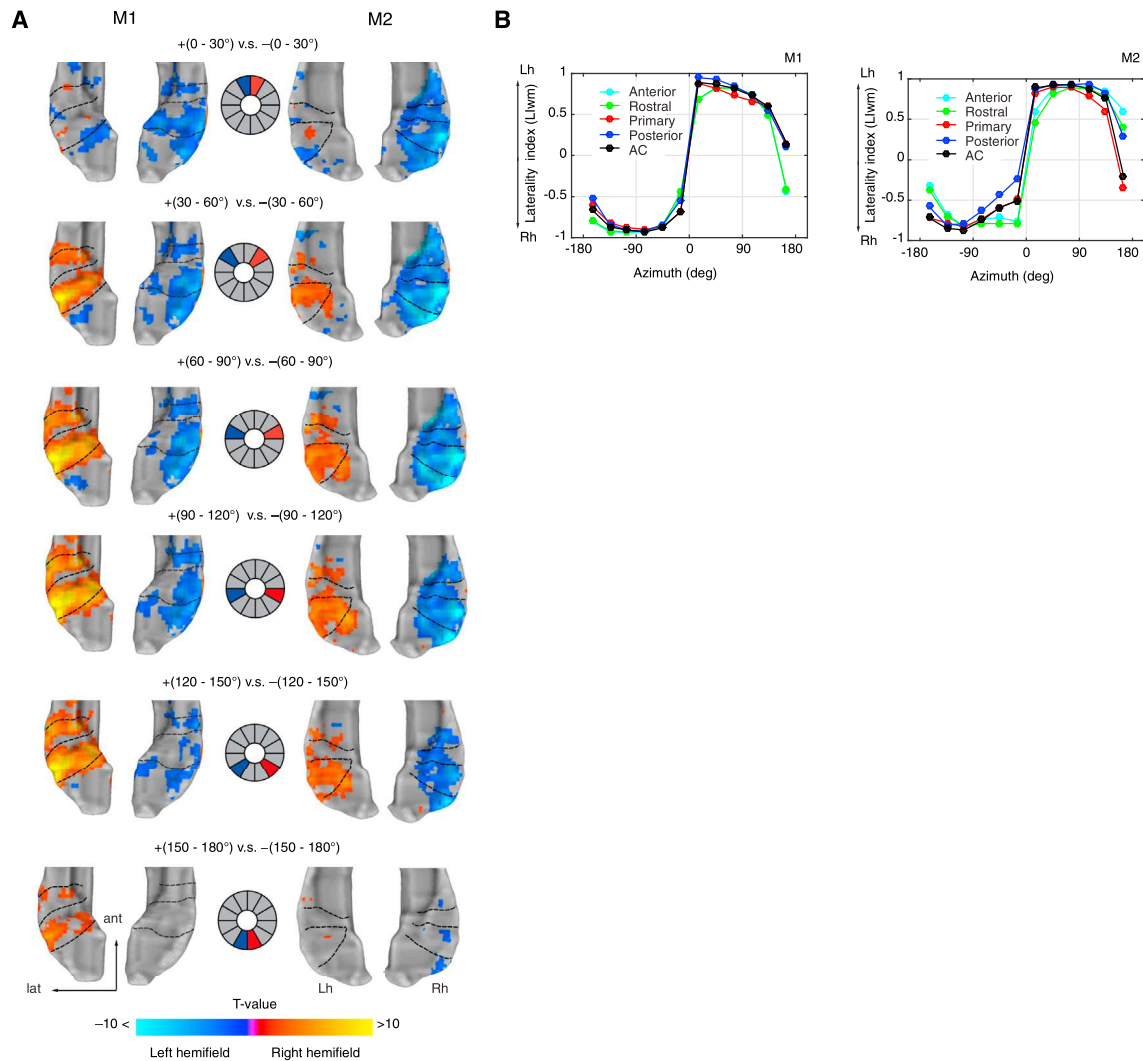 A
M1
M2
+(0 - 30°) v.s. –(0 - 30°)
+(30 - 60°) v.s. –(30 - 60°)
+(60 - 90°) v.s. –(60 - 90°)
+(90 - 120°) v.s. –(90 - 120°)
+(120 - 150°) v.s. –(120 - 150°)
+(150 - 180°) v.s. –(150 - 180°)
ant
lat
Lh
Rh
T-value
–10 <
>10
Left hemifield
Right hemifield
B
M1
Lh
Rh
Laterality index (LIwm)
1
0.5
0
-0.5
-1
Anterior
Rostral
Primary
Posterior
AC
-180
-90
0
90
180
Azimuth (deg)
M2
Lh
Rh
Laterality index (LIwm)
1
0.5
0
-0.5
-1
Anterior
Rostral
Primary
Posterior
AC
-180
-90
0
90
180
Azimuth (deg)